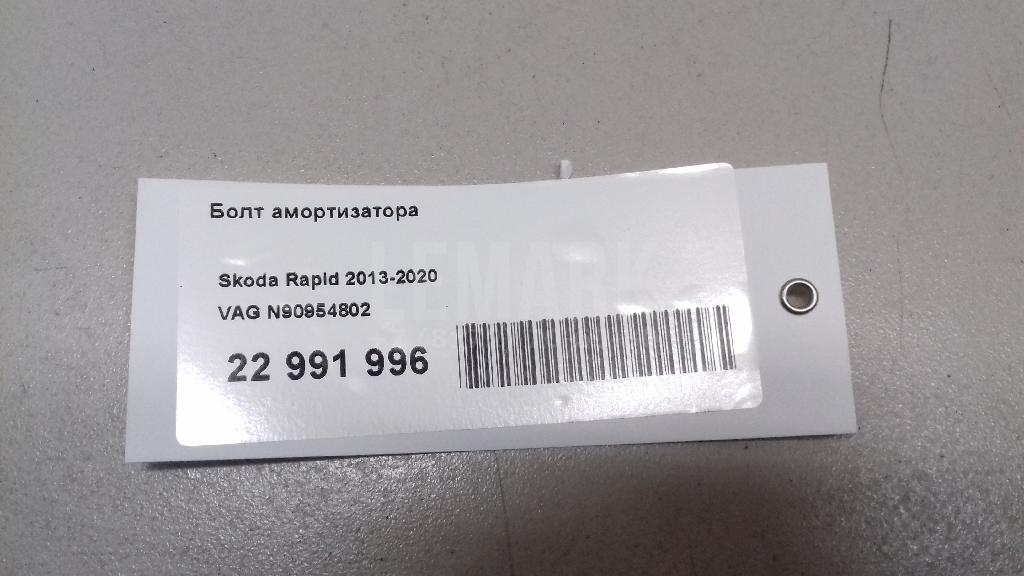 Болт амортизатора
LEMARK
Skoda Rapid 2013-2020
VAG N90954802
22 991 996